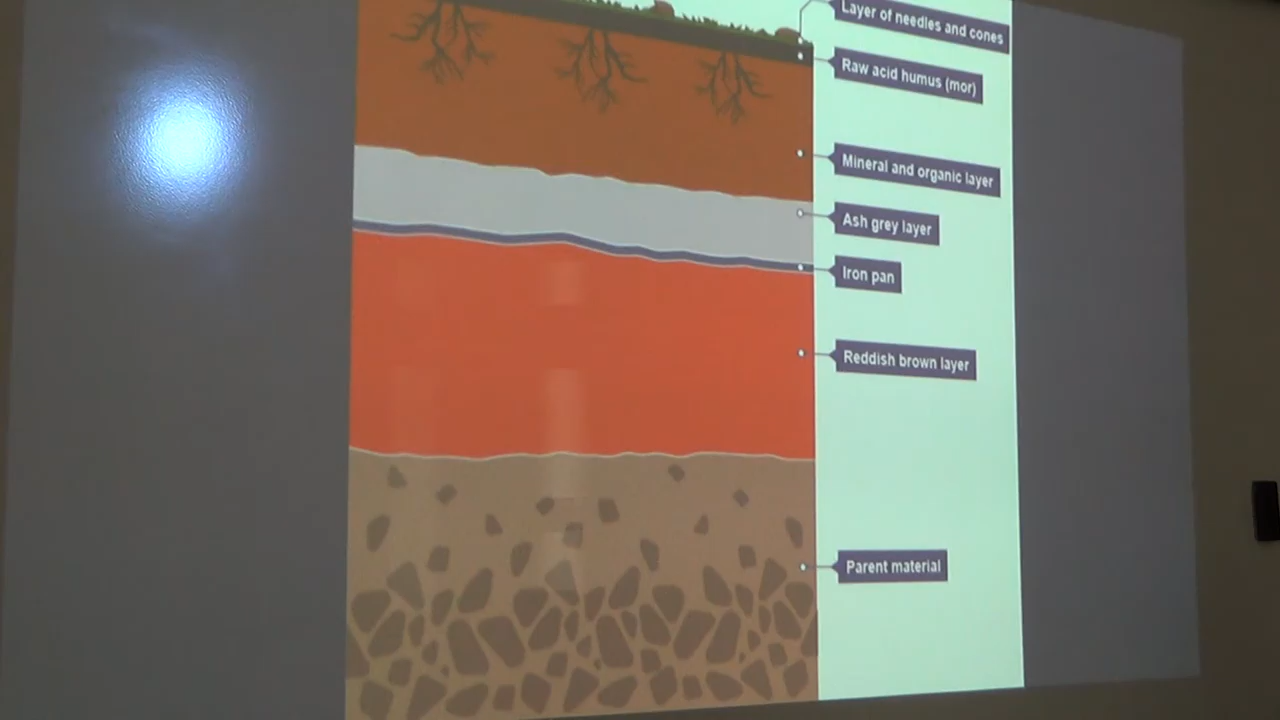 Layer of needles and cones
Raw acid humus (mor)
Mineral and organic layer
Ash grey layer
Iron pan
Reddish brown layer
Parent material